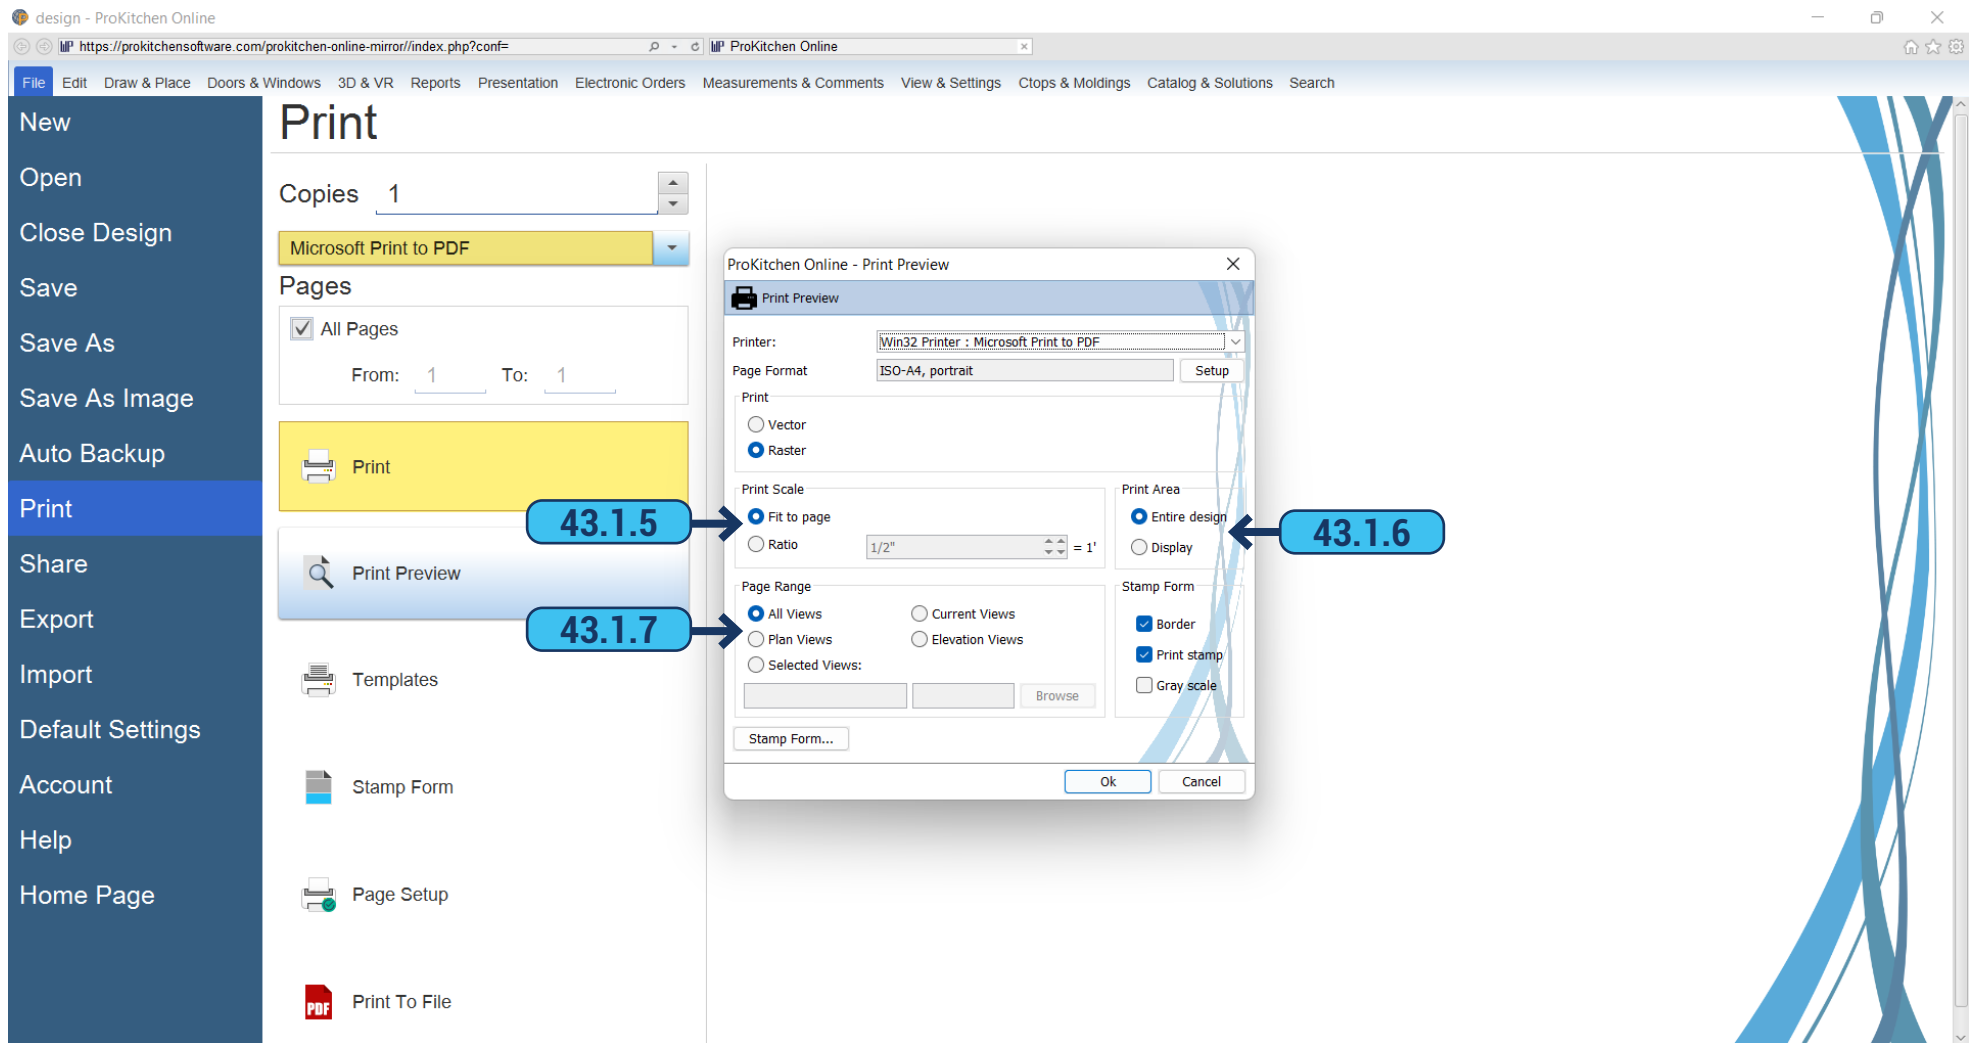 design - ProKitchen Online
https://prokitchensoftware.com/prokitchen-online-mirror//index.php?conf=
ProKitchen Online
File Edit Draw & Place Doors & Windows 3D & VR Reports Presentation Electronic Orders Measurements & Comments View & Settings Ctops & Moldings Catalog & Solutions Search
New
Open
Close Design
Save
Save As
Save As Image
Auto Backup
Print
Share
Export
Import
Default Settings
Account
Help
Home Page
Print
Copies 1
Microsoft Print to PDF
Pages
All Pages
From: 1 To: 1
Print
Print Preview
Templates
Stamp Form
Page Setup
PDF Print To File
ProKitchen Online - Print Preview
Print Preview
Printer: Win32 Printer : Microsoft Print to PDF
Page Format ISO-A4, portrait Setup
Print
Vector
Raster
Print Scale
Fit to page
Ratio 1/2" = 1'
Print Area
Entire design
Display
Page Range
All Views Current Views
Plan Views Elevation Views
Selected Views:
Browse
Stamp Form
Border
Print stamp
Gray scale
Stamp Form...
Ok Cancel
43.1.5
43.1.6
43.1.7